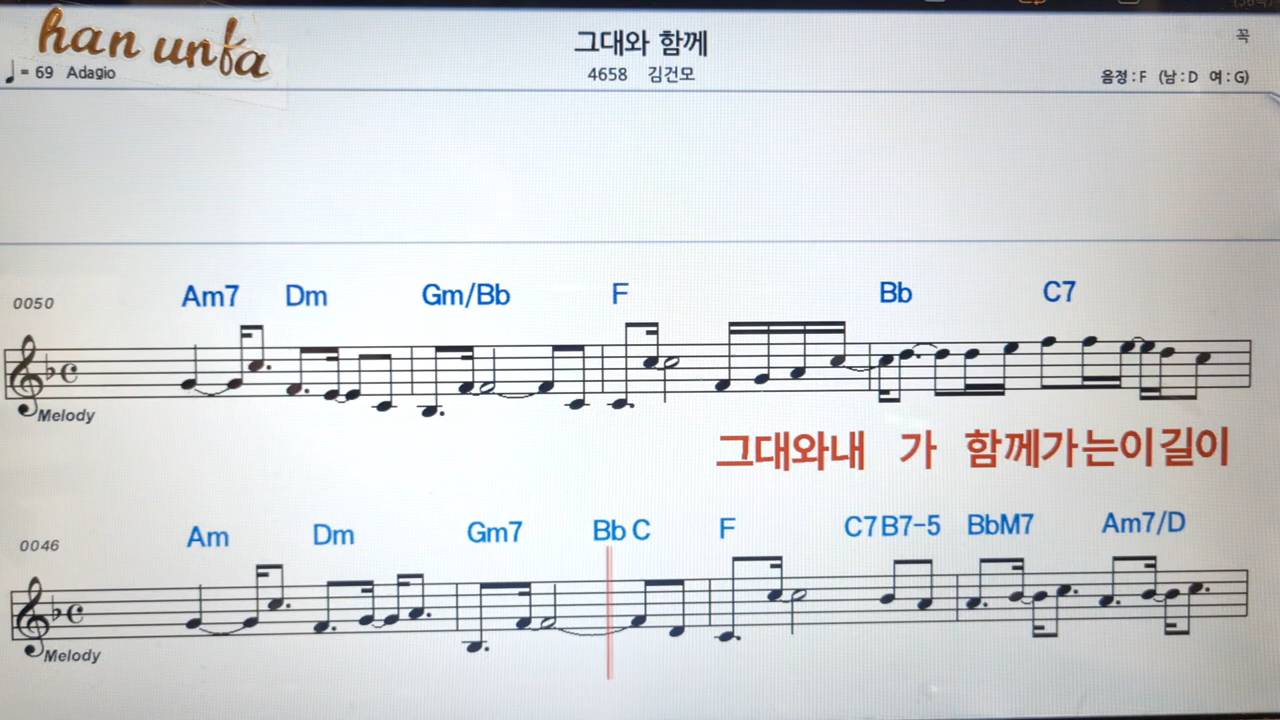 han unfa
그대와 함께
꼭
♩= 69 Adagio
4658 김건모
음정 : F (남 : D 여 : G)
Am7 Dm Gm/Bb F Bb C7
0050
Melody
그대와내 가 함께가는이길이
Am Dm Gm7 Bb C F C7 B7-5 BbM7 Am7/D
0046
Melody